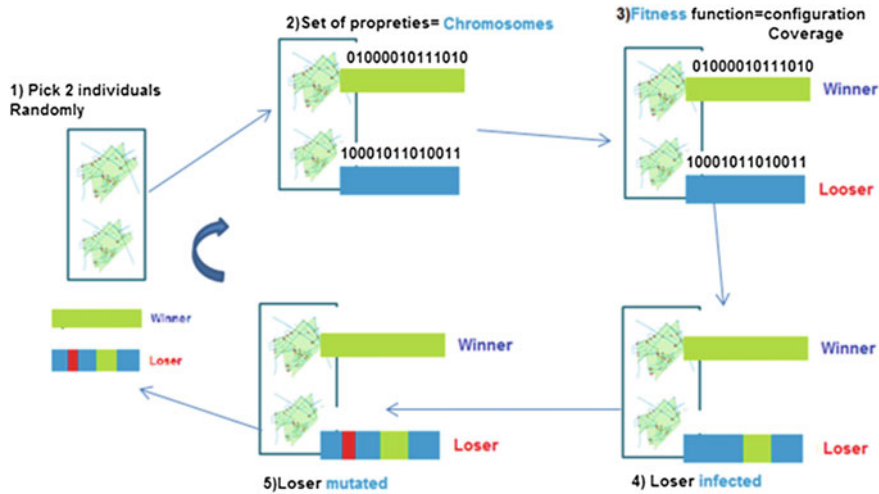 1) Pick 2 individuals
Randomly
2)Set of propreties= Chromosomes
01000010111010
10001011010011
3)Fitness function=configuration
Coverage
01000010111010
Winner
10001011010011
Looser
Winner
Loser
4) Loser infected
Winner
Loser
5)Loser mutated
Winner
Loser